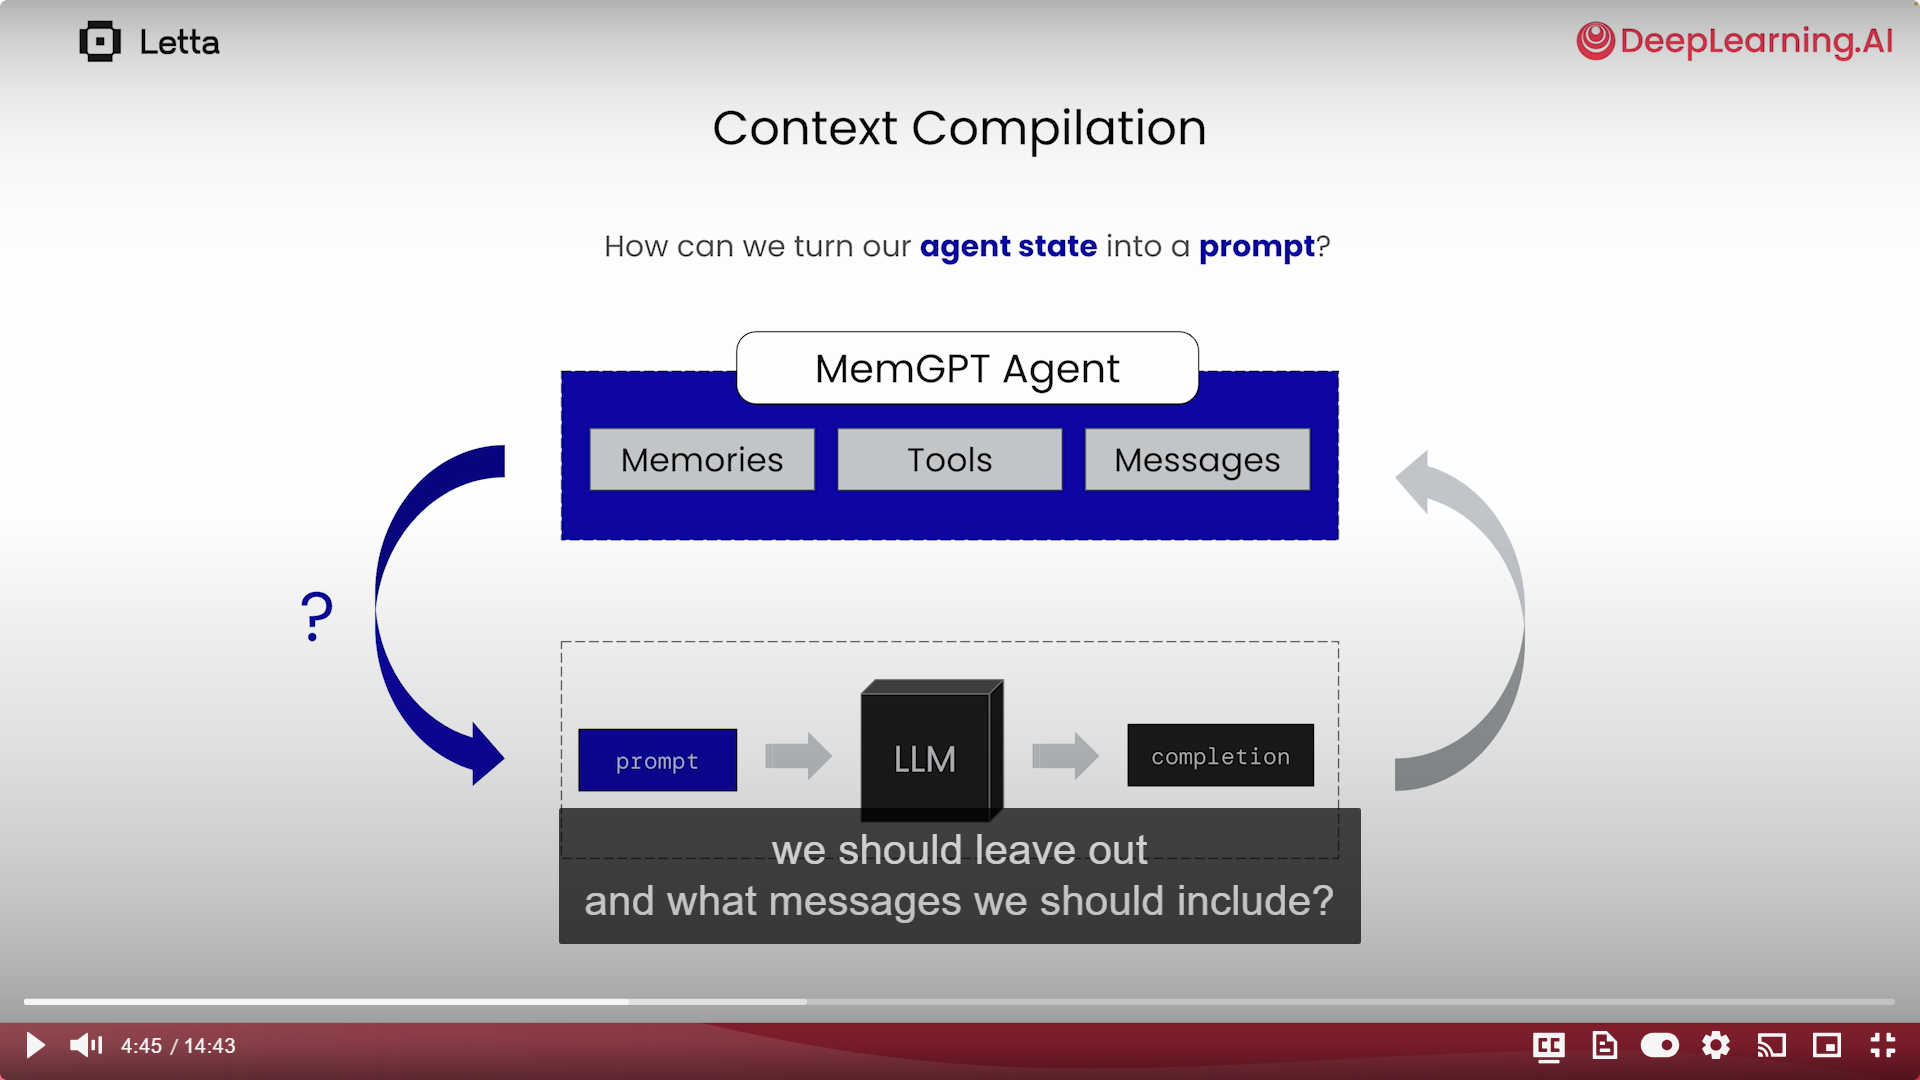 Letta
DeepLearning.AI
Context Compilation
How can we turn our agent state into a prompt?
MemGPT Agent
Memories
Tools
Messages
?
prompt
LLM
completion
we should leave out
and what messages we should include?
4:45 / 14:43
CC